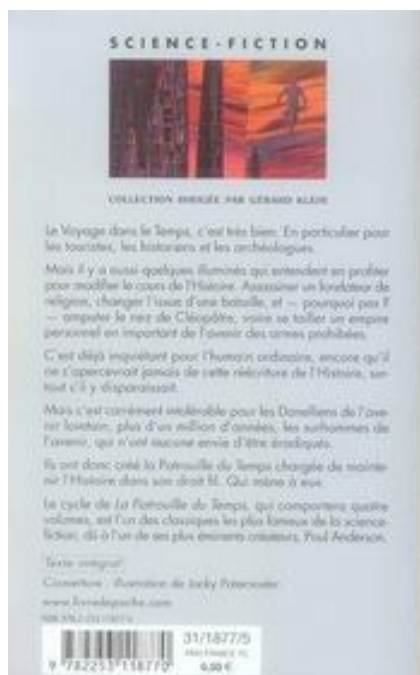 SCIENCE-FICTION
COLLECTION DIRIGÉE PAR GÉRARD KLEIN
Le Voyage dans le Temps, c'est très bien. En particulier pour
les touristes, les historiens et les archéologues.
Mais il y a aussi quelques illuminés qui entendent en profiter
pour modifier le cours de l'Histoire. Assassiner un fondateur de
religion, changer l'issue d'une bataille, et — pourquoi pas ?
— amputer le nez de Cléopâtre, voire se tailler un empire
personnel en important de l'avenir des armes prohibées.
C'est déjà inquiétant pour l'humain ordinaire, encore qu'il
ne s'apercevrait jamais de cette réécriture de l'Histoire, sur-
tout s'il y disparaissait.
Mais c'est carrément intolérable pour les Danelliens de l'ave-
nir lointain, plus d'un million d'années, les surhommes de
l'avenir, qui n'ont aucune envie d'être éradiqués.
Ils ont donc créé la Patrouille du Temps chargée de mainte-
nir l'Histoire dans son droit fil. Qui mène à eux.
Le cycle de La Patrouille du Temps, qui comportera quatre
volumes, est l'un des classiques les plus fameux de la science-
fiction, dû à l'un de ses plus éminents créateurs, Poul Anderson.
Texte intégral
Couverture : illustration de Jacky Paternoster.
www.livredepoche.com
31/1877/5
6,00 €
9 782253 118770